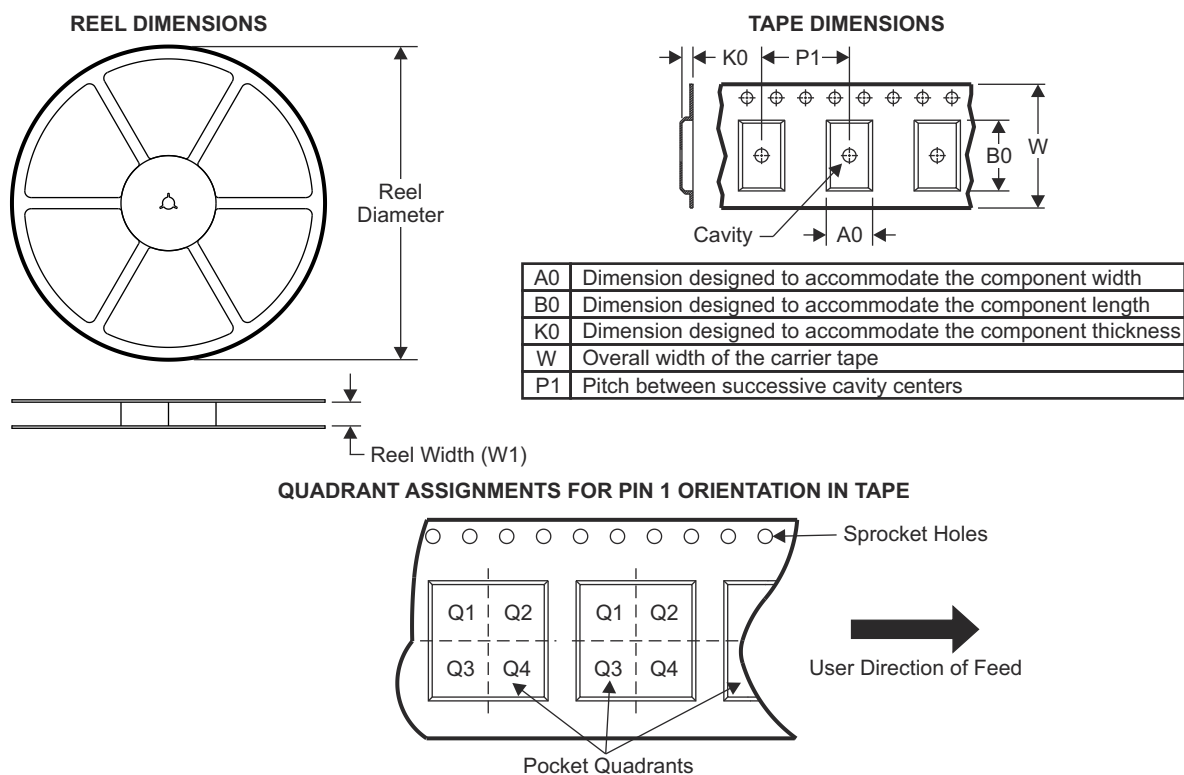 REEL DIMENSIONS
Reel
Diameter
Reel Width (W1)
TAPE DIMENSIONS
K0
P1
B0
W
Cavity
A0
A0 Dimension designed to accommodate the component width
B0 Dimension designed to accommodate the component length
K0 Dimension designed to accommodate the component thickness
W Overall width of the carrier tape
P1 Pitch between successive cavity centers
QUADRANT ASSIGNMENTS FOR PIN 1 ORIENTATION IN TAPE
Sprocket Holes
Q1 Q2 Q1 Q2
Q3 Q4 Q3 Q4
User Direction of Feed
Pocket Quadrants